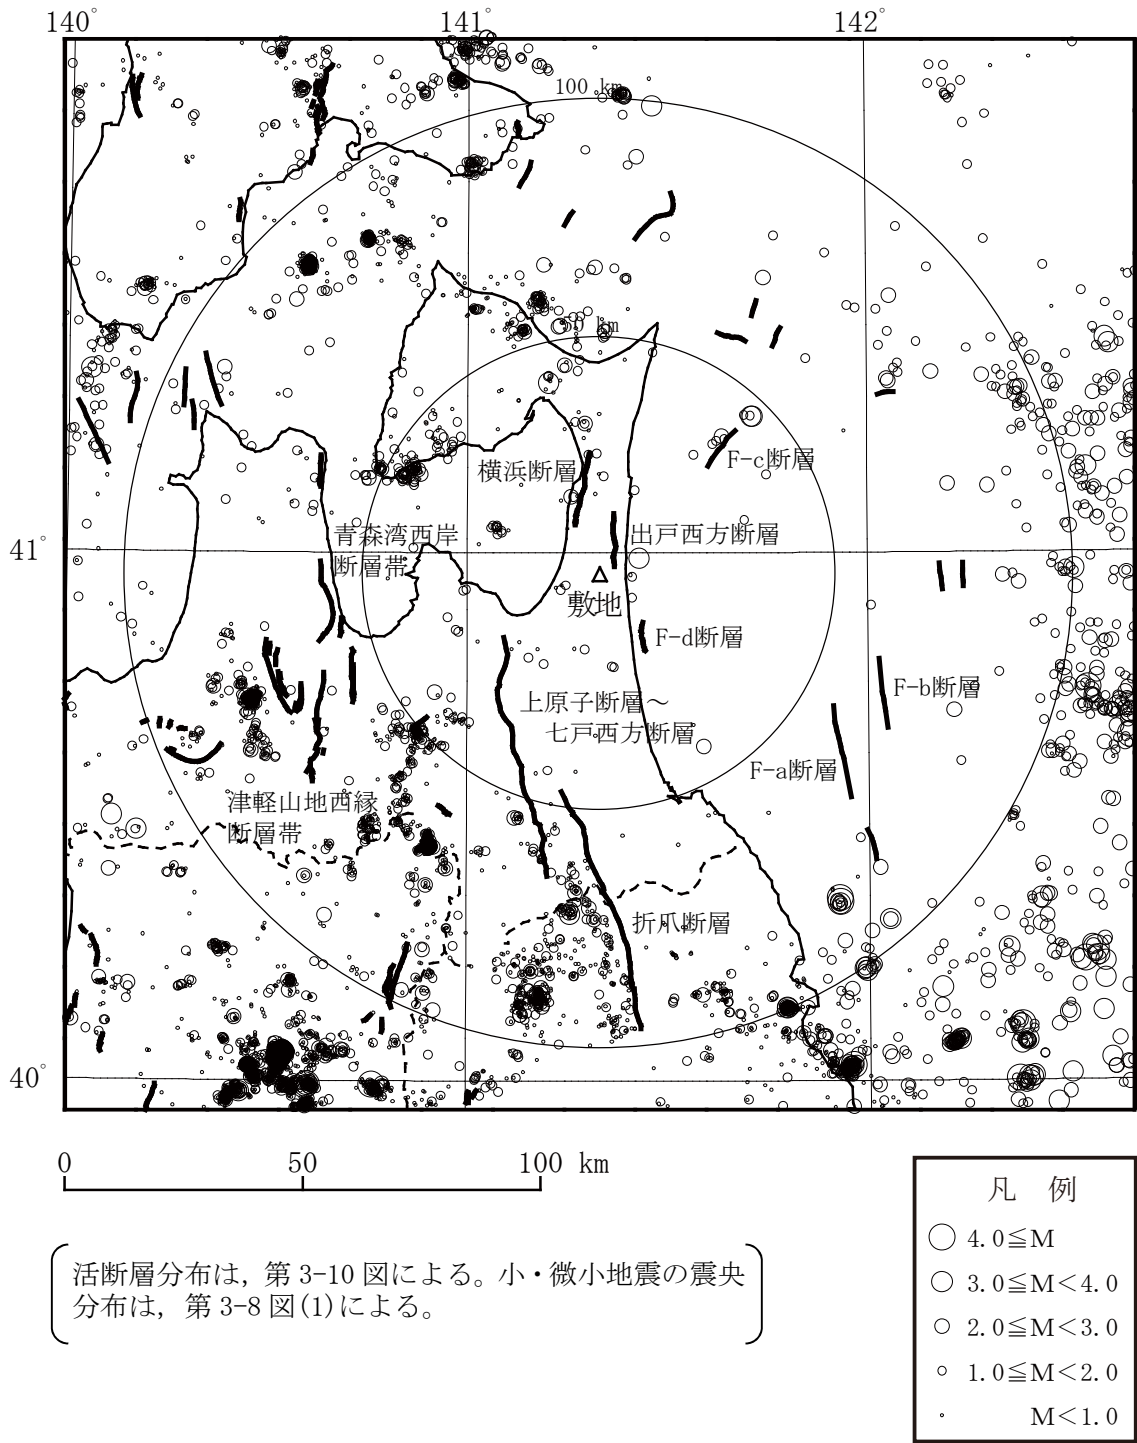 140°
141°
142°
100 km
50 km
F-c断層
横浜断層
青森湾西岸
断層帯
出戸西方断層
41°
敷地
F-d断層
F-b断層
上原子断層～
七戸西方断層
F-a断層
津軽山地西縁
断層帯
折爪断層
40°
0
50
100 km
活断層分布は, 第 3-10 図による。小・微小地震の震央
分布は, 第 3-8 図(1)による。
凡 例
4.0≦M
3.0≦M＜4.0
2.0≦M＜3.0
1.0≦M＜2.0
M＜1.0